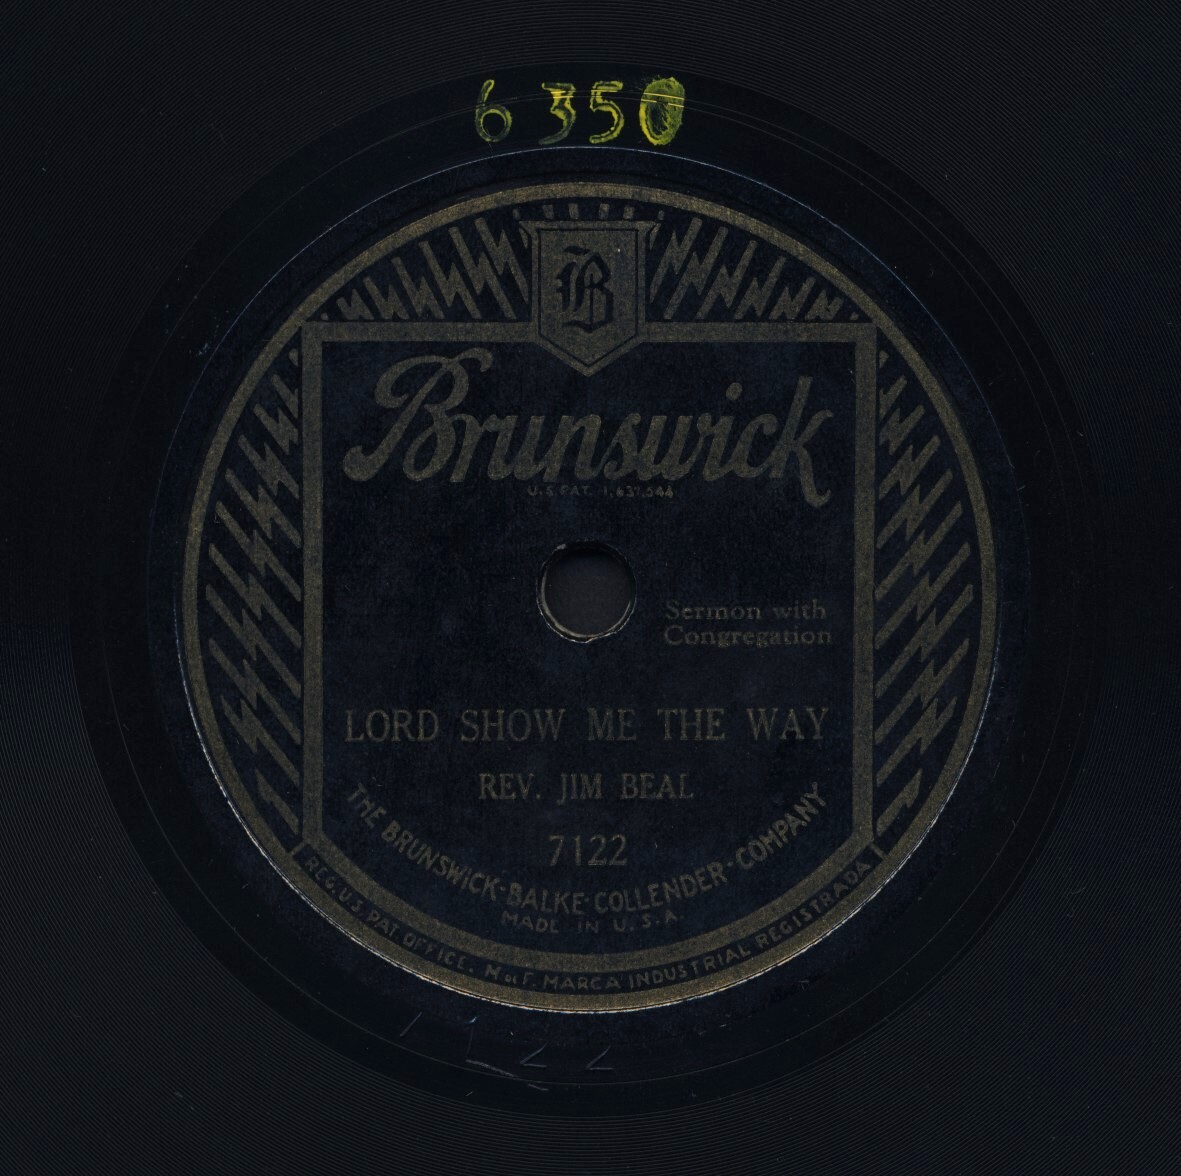 6350
B
Brunswick
U.S. PAT. 1,637,544
Sermon with
Congregation
LORD SHOW ME THE WAY
REV. JIM BEAL
7122
THE BRUNSWICK-BALKE-COLLENDER-COMPANY
MADE IN U.S.A
REG. U.S. PAT OFFICE. M. de F. MARCA INDUSTRIAL REGISTRADA
7122